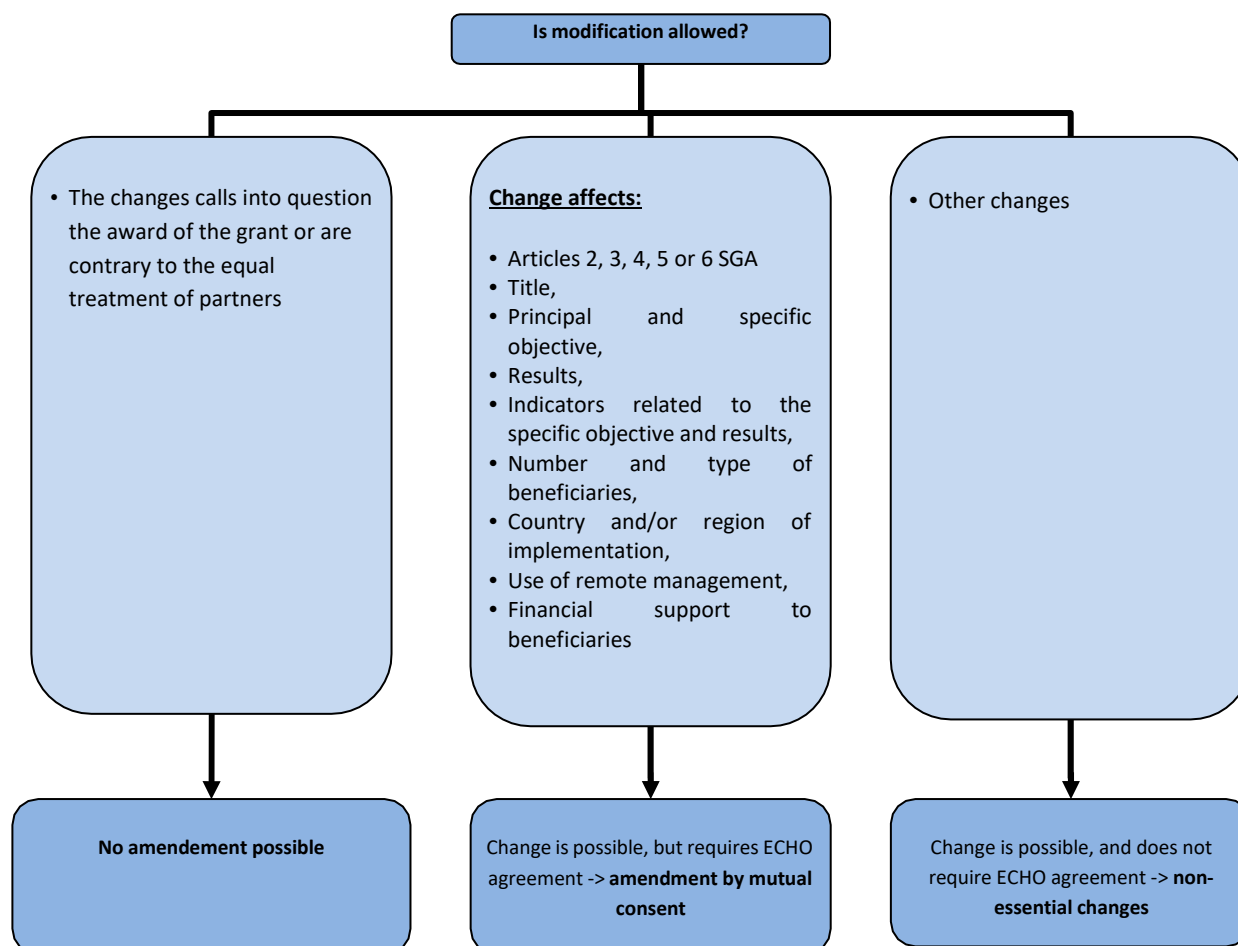 Is modification allowed?
• The changes calls into question
the award of the grant or are
contrary to the equal
treatment of partners
Change affects:
• Articles 2, 3, 4, 5 or 6 SGA
• Title,
• Principal and specific
objective,
• Results,
• Indicators related to the
specific objective and results,
• Number and type of
beneficiaries,
• Country and/or region of
implementation,
• Use of remote management,
• Financial support to
beneficiaries
• Other changes
No amendement possible
Change is possible, but requires ECHO
agreement -> amendment by mutual
consent
Change is possible, and does not
require ECHO agreement -> non-
essential changes